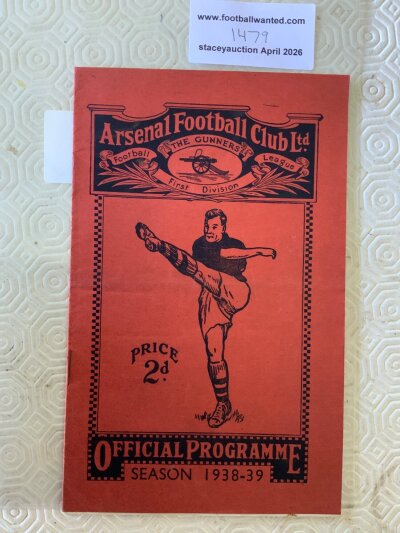 www.footballwanted.com
1479
staceyauction April 2026
Arsenal Football Club Ltd.
THE GUNNERS
Football League
First Division
PRICE
2d.
OFFICIAL PROGRAMME
SEASON 1938-39